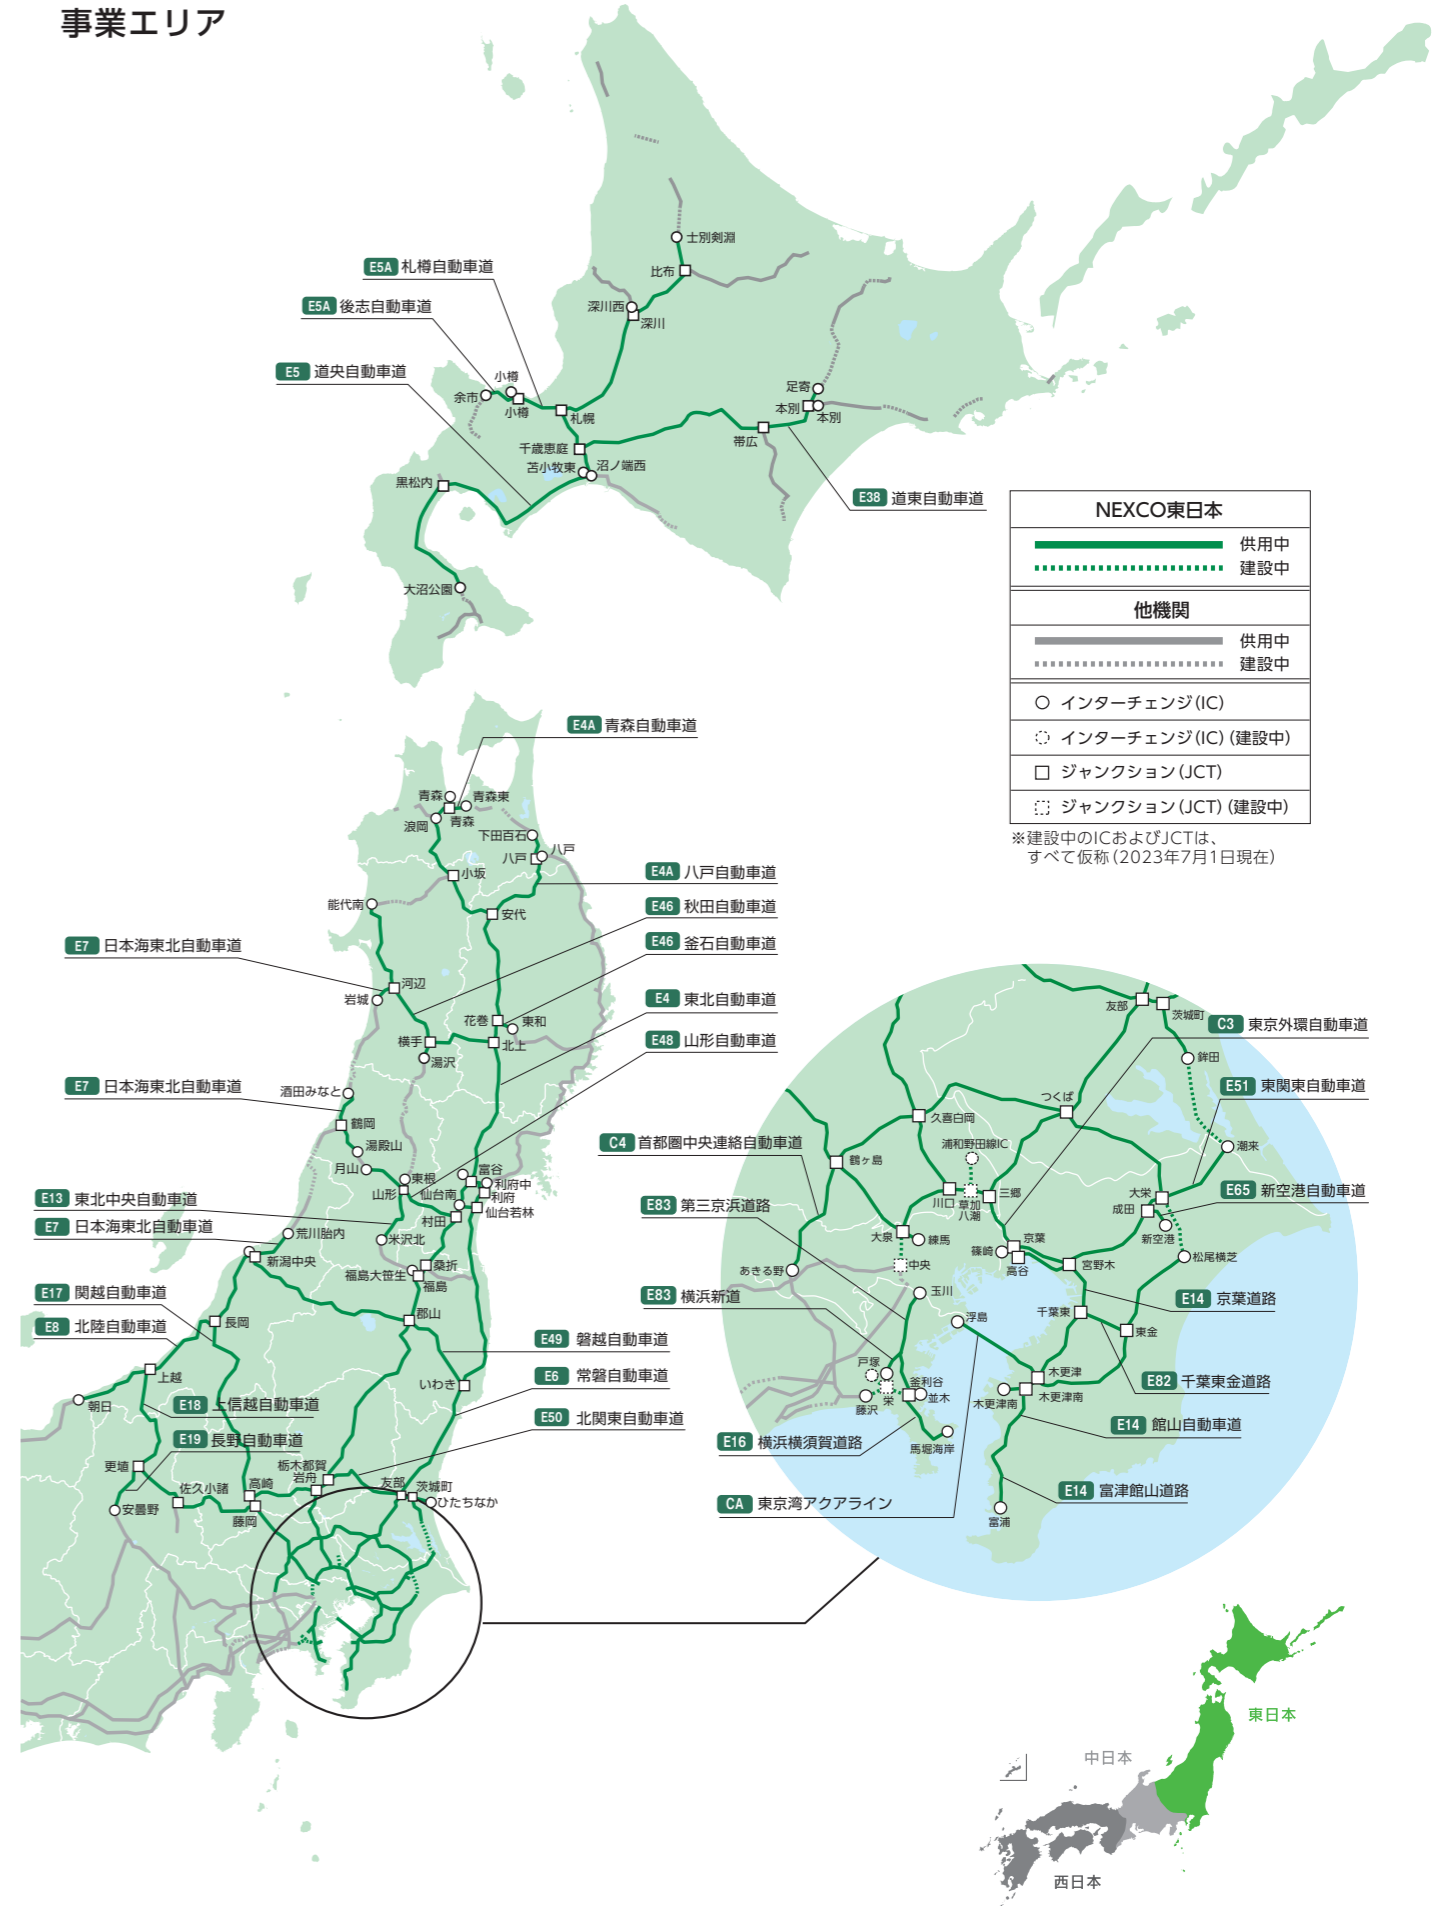 事業エリア
士別剣淵
E5A 札樽自動車道
比布
E5A 後志自動車道
深川西
深川
E5 道央自動車道
小樽
余市
小樽
札幌
足寄
本別
本別
帯広
千歳恵庭
苫小牧東
沼ノ端西
黒松内
E38 道東自動車道
大沼公園
NEXCO東日本
供用中
建設中
他機関
供用中
建設中
インターチェンジ(IC)
インターチェンジ(IC)(建設中)
ジャンクション(JCT)
ジャンクション(JCT)(建設中)
※建設中のICおよびJCTは、
すべて仮称(2023年7月1日現在)
E4A 青森自動車道
青森
青森東
青森
浪岡
下田百石
八戸
八戸
小坂
E4A 八戸自動車道
能代南
安代
E46 秋田自動車道
E46 釜石自動車道
E7 日本海東北自動車道
河辺
岩城
E4 東北自動車道
花巻
東和
横手
北上
湯沢
E48 山形自動車道
E7 日本海東北自動車道
酒田みなと
鶴岡
湯殿山
月山
東根
山形
富谷
利府中
利府
仙台南
仙台若林
村田
E13 東北中央自動車道
E7 日本海東北自動車道
荒川胎内
米沢北
新潟中央
福島大笹生
桑折
福島
E17 関越自動車道
長岡
郡山
E8 北陸自動車道
E49 磐越自動車道
上越
いわき
E6 常磐自動車道
朝日
E18 上信越自動車道
E50 北関東自動車道
E19 長野自動車道
更埴
栃木都賀
岩舟
佐久小諸
高崎
友部
茨城町
ひたちなか
安曇野
藤岡
友部
茨城町
C3 東京外環自動車道
鉾田
E51 東関東自動車道
つくば
久喜白岡
浦和野田線IC
C4 首都圏中央連絡自動車道
鶴ヶ島
潮来
E65 新空港自動車道
川口
草加
八潮
三郷
大栄
成田
新空港
E83 第三京浜道路
大泉
練馬
京葉
篠崎
高谷
宮野木
松尾横芝
中央
あきる野
玉川
E83 横浜新道
浮島
E14 京葉道路
千葉東
東金
戸塚
釜利谷
並木
栄
藤沢
木更津
木更津南
木更津南
E82 千葉東金道路
E14 館山自動車道
E16 横浜横須賀道路
馬堀海岸
E14 富津館山道路
CA 東京湾アクアライン
富浦
東日本
中日本
西日本